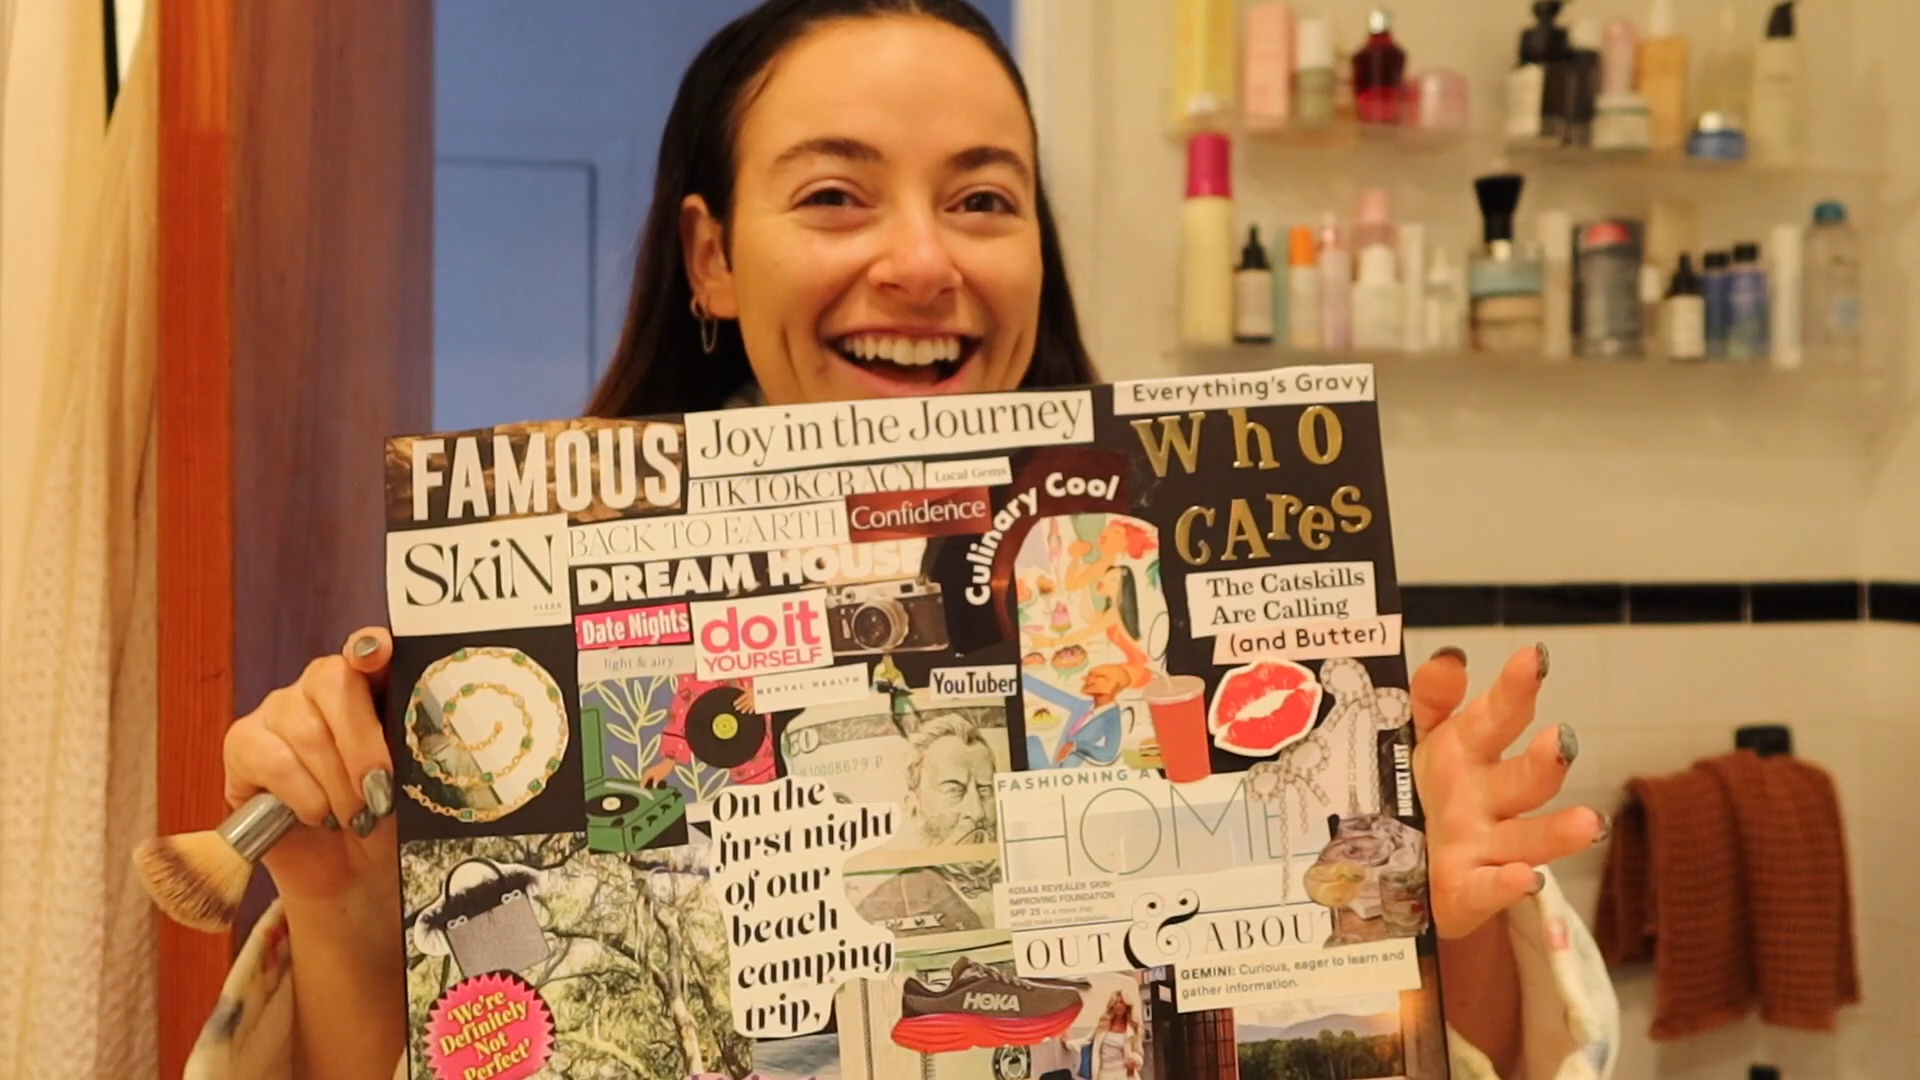 Everything's Gravy
FAMOUS
Joy in the Journey
WhO
CAres
TIKTOKCRACY
Local Gems
Culinary Cool
BACK TO EARTH
Confidence
SkiN
CLEAR
DREAM HOUSE
The Catskills
Are Calling
(and Butter)
Date Nights
do it
YOURSELF
light & airy
MENTAL HEALTH
YouTuber
50
BUCKET LIST
FASHIONING A
HOME
On the
first night
of our
beach
camping
trip,
KOSAS REVEALER SKIN-
IMPROVING FOUNDATION
SPF 25
OUT & ABOUT
GEMINI: Curious, eager to learn and
gather information.
HOKA
'We're
Definitely
Not
Perfect'